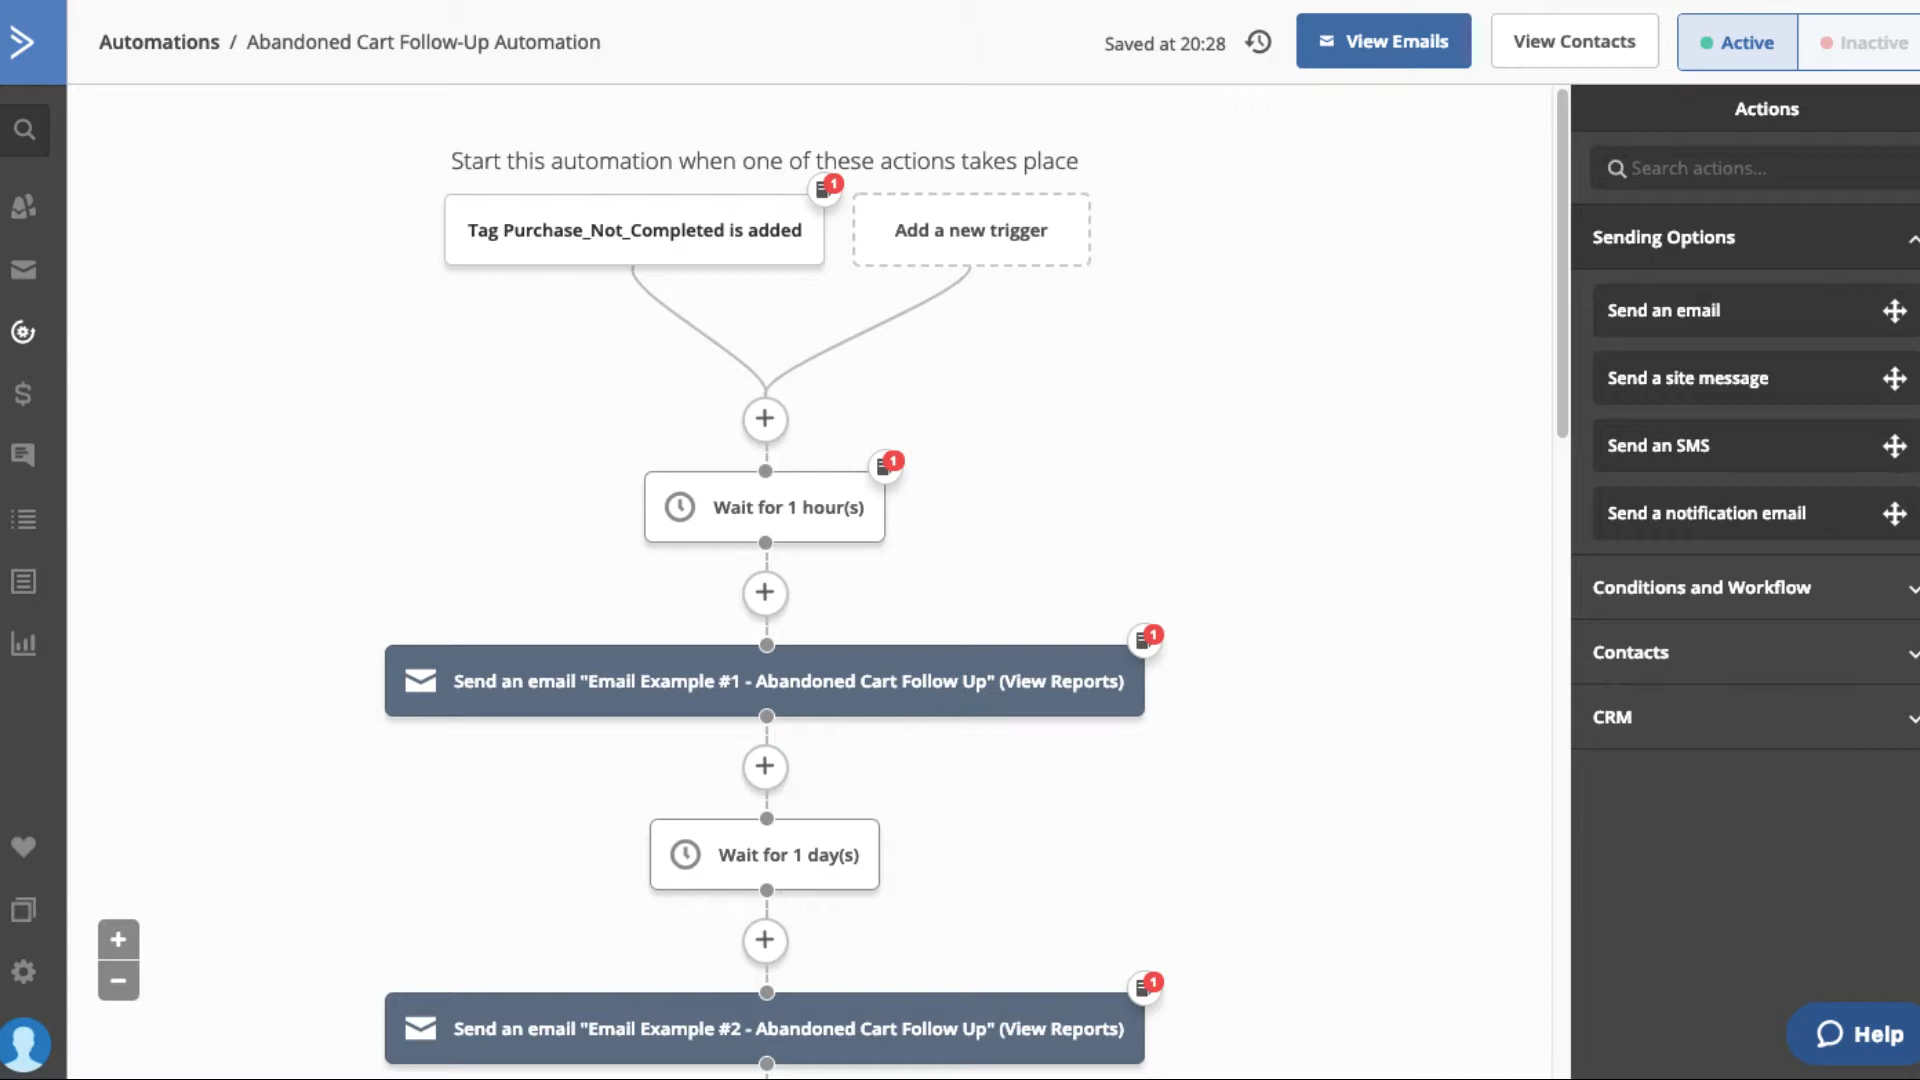 Automations / Abandoned Cart Follow-Up Automation
Saved at 20:28
View Emails
View Contacts
Active
Inactive
Start this automation when one of these actions takes place
Tag Purchase_Not_Completed is added
1
Add a new trigger
Wait for 1 hour(s)
1
Send an email "Email Example #1 - Abandoned Cart Follow Up" (View Reports)
1
Wait for 1 day(s)
Send an email "Email Example #2 - Abandoned Cart Follow Up" (View Reports)
1
Actions
Search actions...
Sending Options
Send an email
Send a site message
Send an SMS
Send a notification email
Conditions and Workflow
Contacts
CRM
Help